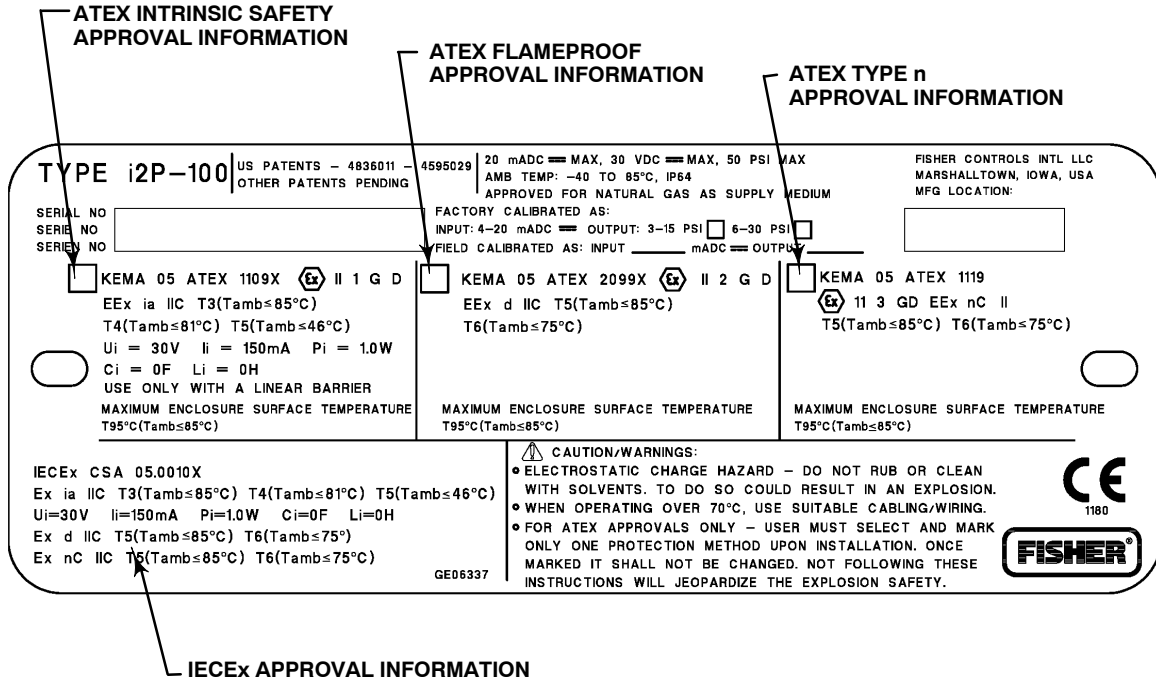 ATEX INTRINSIC SAFETY
APPROVAL INFORMATION
ATEX FLAMEPROOF
APPROVAL INFORMATION
ATEX TYPE n
APPROVAL INFORMATION
TYPE i2P-100
US PATENTS - 4836011 - 4595029
OTHER PATENTS PENDING
20 mADC ⎓ MAX, 30 VDC ⎓ MAX, 50 PSI MAX
AMB TEMP: -40 TO 85°C, IP64
APPROVED FOR NATURAL GAS AS SUPPLY MEDIUM
FISHER CONTROLS INTL LLC
MARSHALLTOWN, IOWA, USA
MFG LOCATION:
SERIAL NO
SERIE NO
SERIEN NO
FACTORY CALIBRATED AS:
INPUT: 4-20 mADC ⎓ OUTPUT: 3-15 PSI 6-30 PSI
FIELD CALIBRATED AS: INPUT ______ mADC ⎓ OUTPUT ______
KEMA 05 ATEX 1109X Ex II 1 G D
EEx ia IIC T3(Tamb≤85°C)
T4(Tamb≤81°C) T5(Tamb≤46°C)
Ui = 30V Ii = 150mA Pi = 1.0W
Ci = 0F Li = 0H
USE ONLY WITH A LINEAR BARRIER
MAXIMUM ENCLOSURE SURFACE TEMPERATURE
T95°C(Tamb≤85°C)
KEMA 05 ATEX 2099X Ex II 2 G D
EEx d IIC T5(Tamb≤85°C)
T6(Tamb≤75°C)
MAXIMUM ENCLOSURE SURFACE TEMPERATURE
T95°C(Tamb≤85°C)
KEMA 05 ATEX 1119
Ex 11 3 GD EEx nC II
T5(Tamb≤85°C) T6(Tamb≤75°C)
MAXIMUM ENCLOSURE SURFACE TEMPERATURE
T95°C(Tamb≤85°C)
IECEx CSA 05.0010X
Ex ia IIC T3(Tamb≤85°C) T4(Tamb≤81°C) T5(Tamb≤46°C)
Ui=30V Ii=150mA Pi=1.0W Ci=0F Li=0H
Ex d IIC T5(Tamb≤85°C) T6(Tamb≤75°)
Ex nC IIC T5(Tamb≤85°C) T6(Tamb≤75°C)
GE06337
⚠ CAUTION/WARNINGS:
• ELECTROSTATIC CHARGE HAZARD - DO NOT RUB OR CLEAN
WITH SOLVENTS. TO DO SO COULD RESULT IN AN EXPLOSION.
• WHEN OPERATING OVER 70°C, USE SUITABLE CABLING/WIRING.
• FOR ATEX APPROVALS ONLY - USER MUST SELECT AND MARK
ONLY ONE PROTECTION METHOD UPON INSTALLATION. ONCE
MARKED IT SHALL NOT BE CHANGED. NOT FOLLOWING THESE
INSTRUCTIONS WILL JEOPARDIZE THE EXPLOSION SAFETY.
CE
1180
FISHER®
IECEx APPROVAL INFORMATION